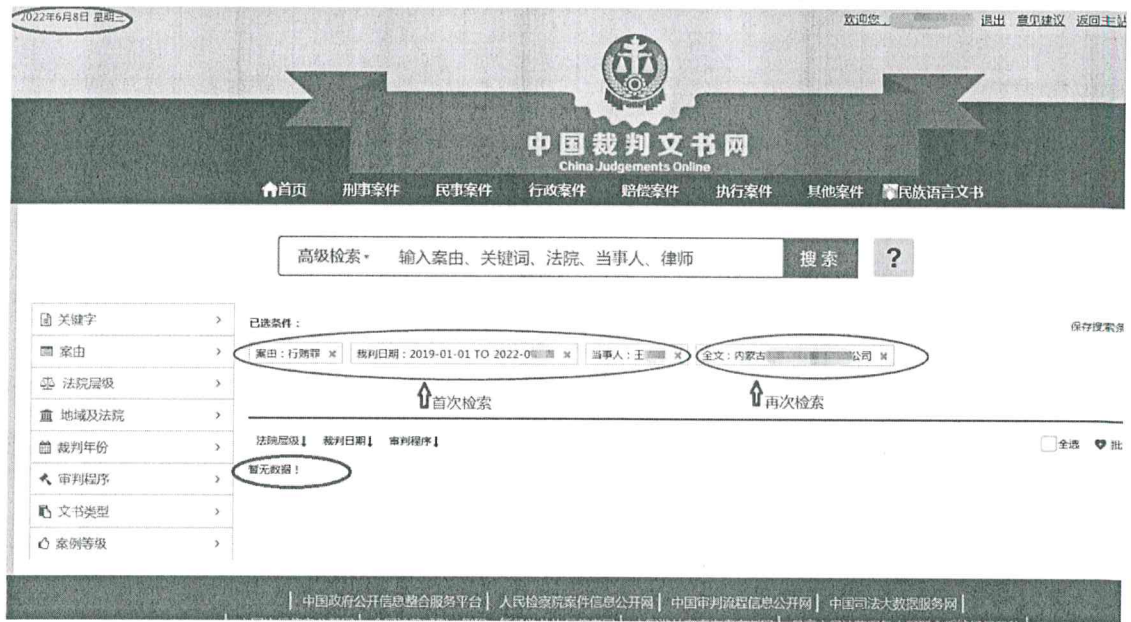 2022年6月8日 星期三
欢迎您， 退出 意见建议 返回主站
中国裁判文书网
China Judgements Online
首页 刑事案件 民事案件 行政案件 赔偿案件 执行案件 其他案件 民族语言文书
高级检索 输入案由、关键词、法院、当事人、律师 搜索 ?
关键字
案由
法院层级
地域及法院
裁判年份
审判程序
文书类型
案例等级
已选条件：
保存搜索条
案由：行贿罪 × 裁判日期：2019-01-01 TO 2022-0 × 当事人：王 × 全文：内蒙古 公司 ×
首次检索 再次检索
法院层级↓ 裁判日期↓ 审判程序↓
全选 批
暂无数据！
中国政府公开信息整合服务平台 | 人民检察院案件信息公开网 | 中国审判流程信息公开网 | 中国司法大数据服务网 |